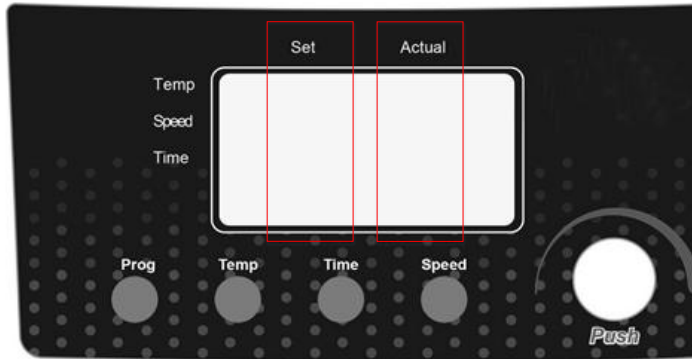 Set Actual
Temp
Speed
Time
Prog Temp Time Speed
Push